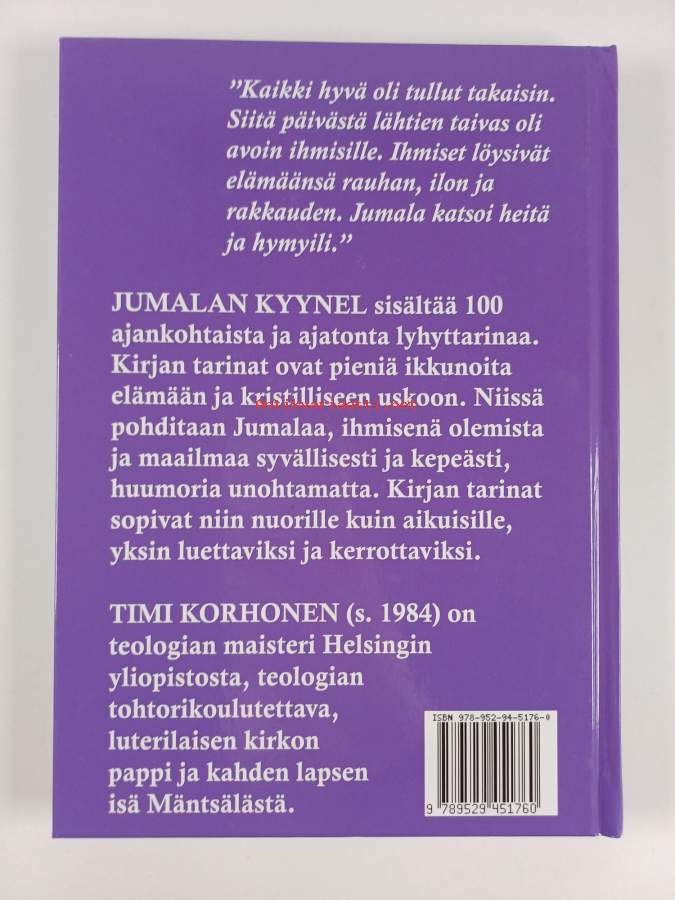 ”Kaikki hyvä oli tullut takaisin.
Siitä päivästä lähtien taivas oli
avoin ihmisille. Ihmiset löysivät
elämäänsä rauhan, ilon ja
rakkauden. Jumala katsoi heitä
ja hymyili.”
JUMALAN KYYNEL sisältää 100
ajankohtaista ja ajatonta lyhyttarinaa.
Kirjan tarinat ovat pieniä ikkunoita
elämään ja kristilliseen uskoon. Niissä
pohditaan Jumalaa, ihmisenä olemista
ja maailmaa syvällisesti ja kepeästi,
huumoria unohtamatta. Kirjan tarinat
sopivat niin nuorille kuin aikuisille,
yksin luettaviksi ja kerrottaviksi.
TIMI KORHONEN (s. 1984) on
teologian maisteri Helsingin
yliopistosta, teologian
tohtorikoulutettava,
luterilaisen kirkon
pappi ja kahden lapsen
isä Mäntsälästä.
ISBN 978-952-94-5176-0
9 789529 451760